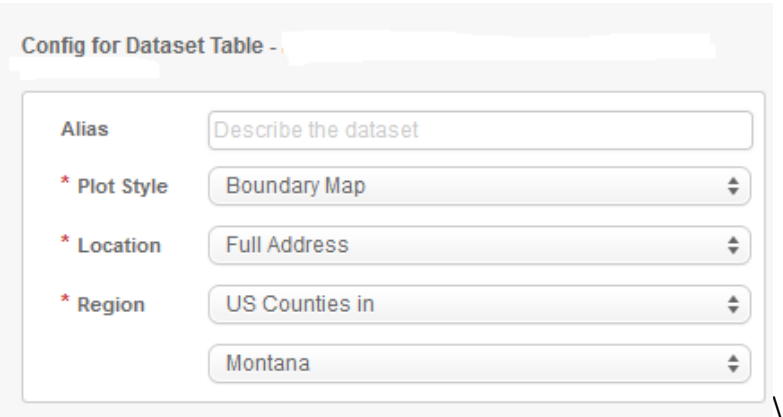 Config for Dataset Table -
Alias Describe the dataset
* Plot Style Boundary Map
* Location Full Address
* Region US Counties in
Montana
\